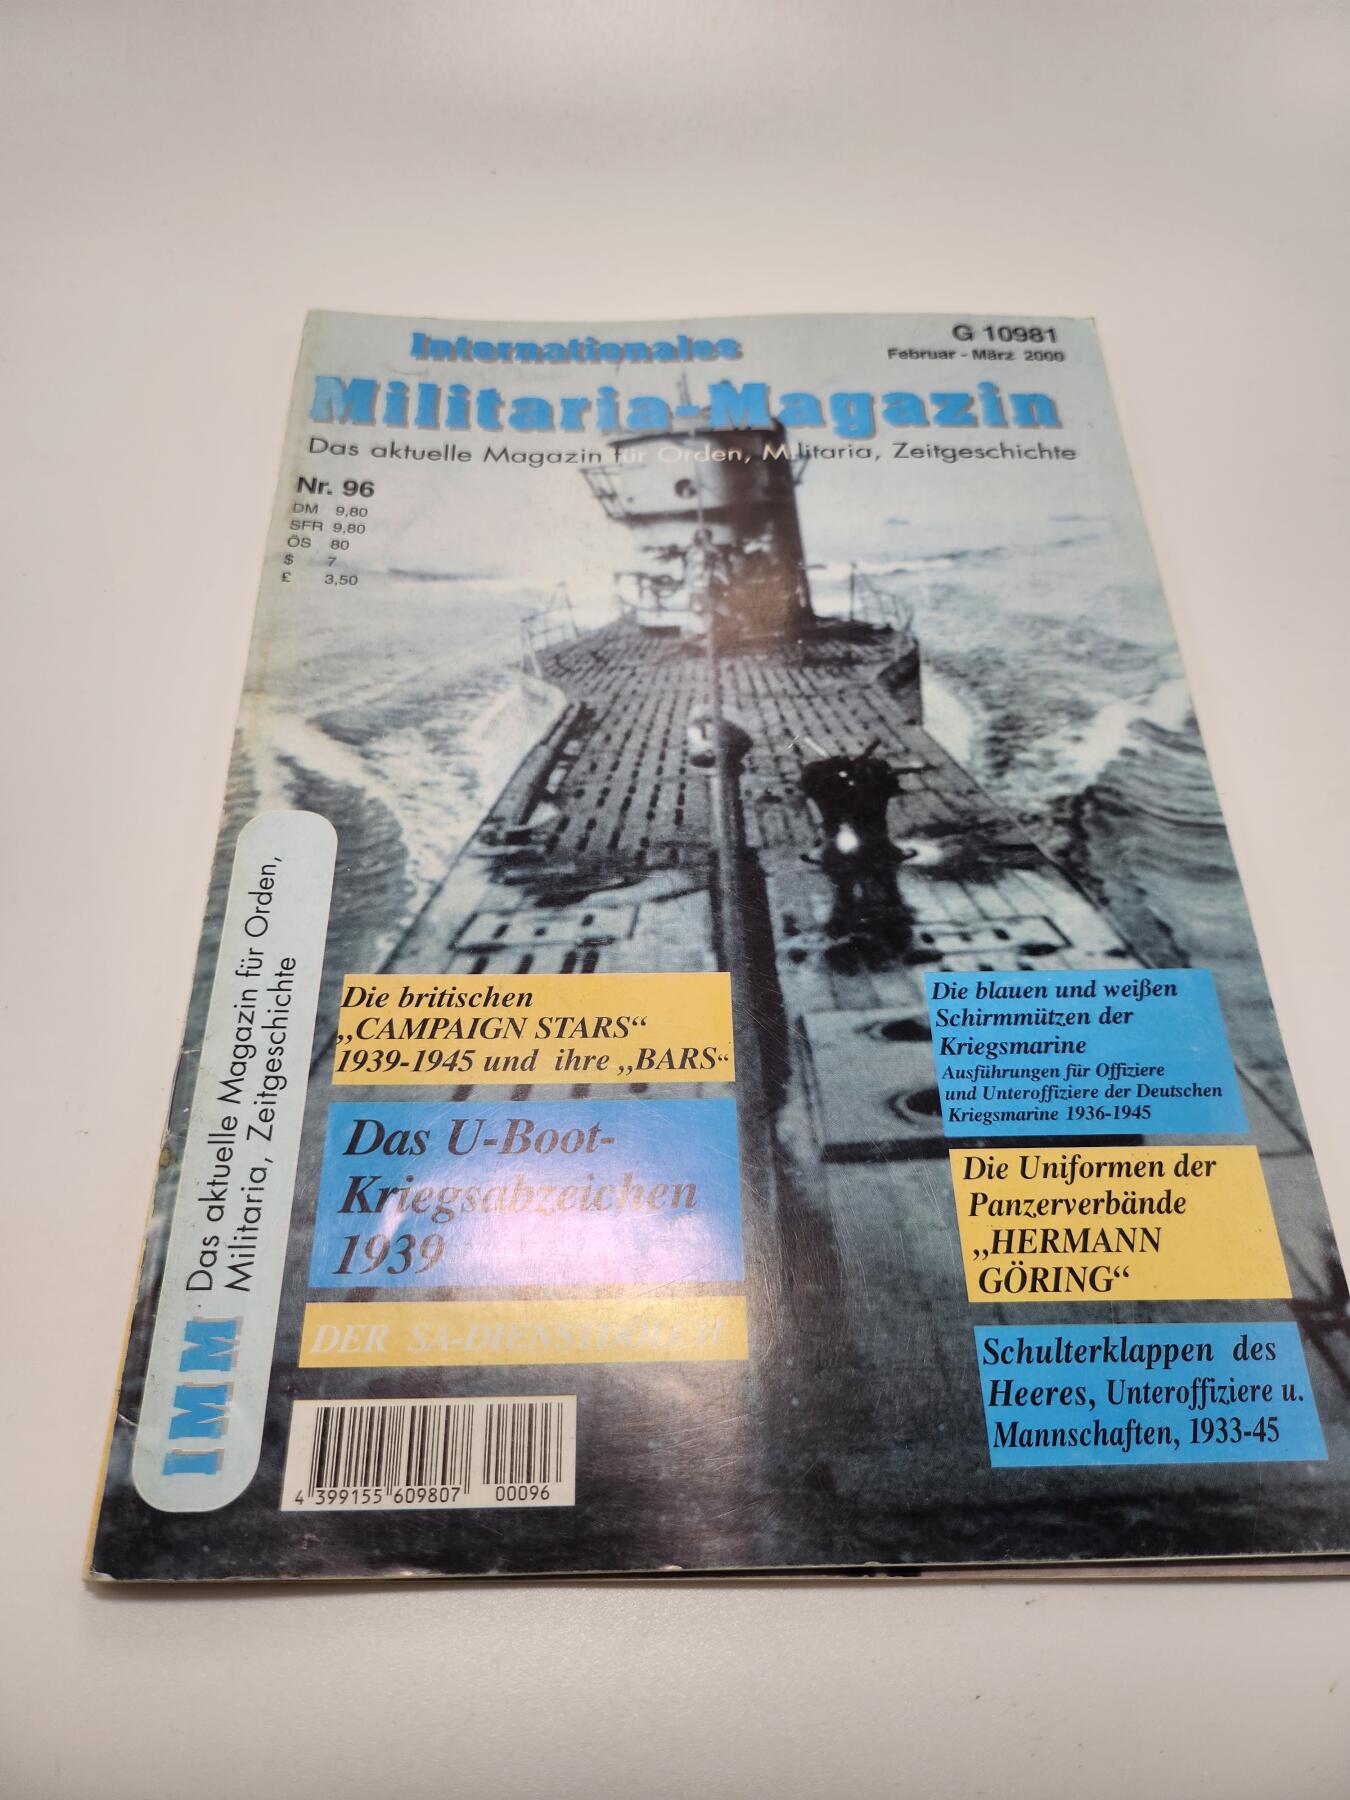 Internationales
G 10981
Februar - März 2000
Militaria-Magazin
Das aktuelle Magazin für Orden, Militaria, Zeitgeschichte
Nr. 96
DM 9,80
SFR 9,80
ÖS 80
$ 7
£ 3,50
Die britischen
„CAMPAIGN STARS“
1939-1945 und ihre „BARS“
Das U-Boot-
Kriegsabzeichen
1939
DER SA-DIENSTDOLCH
Die blauen und weißen
Schirmmützen der
Kriegsmarine
Ausführungen für Offiziere
und Unteroffiziere der Deutschen
Kriegsmarine 1936-1945
Die Uniformen der
Panzerverbände
„HERMANN
GÖRING“
Schulterklappen des
Heeres, Unteroffiziere u.
Mannschaften, 1933-45
IMM
Das aktuelle Magazin für Orden,
Militaria, Zeitgeschichte
4 399155 609807 00096